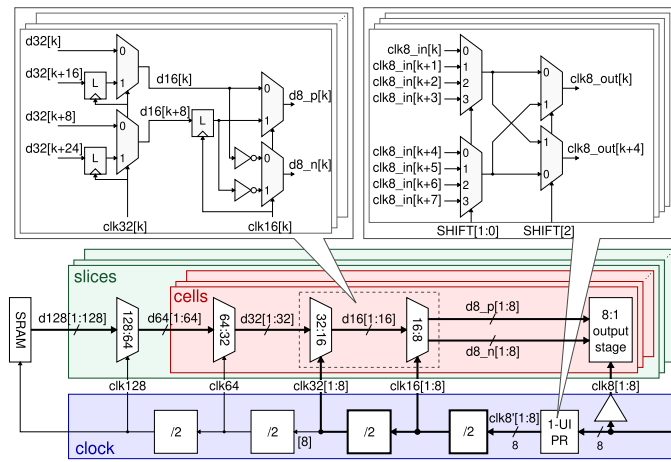 d32[k]
0
d32[k+16]
L
1
d16[k]
d32[k+8]
0
d32[k+24]
L
1
d16[k+8]
L
0
1
d8_p[k]
0
1
d8_n[k]
clk32[k]
clk16[k]
clk8_in[k]
clk8_in[k+1]
clk8_in[k+2]
clk8_in[k+3]
0
1
2
3
0
1
clk8_out[k]
clk8_in[k+4]
clk8_in[k+5]
clk8_in[k+6]
clk8_in[k+7]
0
1
2
3
1
0
clk8_out[k+4]
SHIFT[1:0]
SHIFT[2]
slices
cells
SRAM
d128[1:128]
128:64
d64[1:64]
64:32
d32[1:32]
32:16
d16[1:16]
16:8
d8_p[1:8]
d8_n[1:8]
8:1
output
stage
clk128
clk64
clk32[1:8]
clk16[1:8]
clk8[1:8]
/2
/2
[8]
/2
/2
clk8'[1:8]
8
1-UI
PR
8
clock